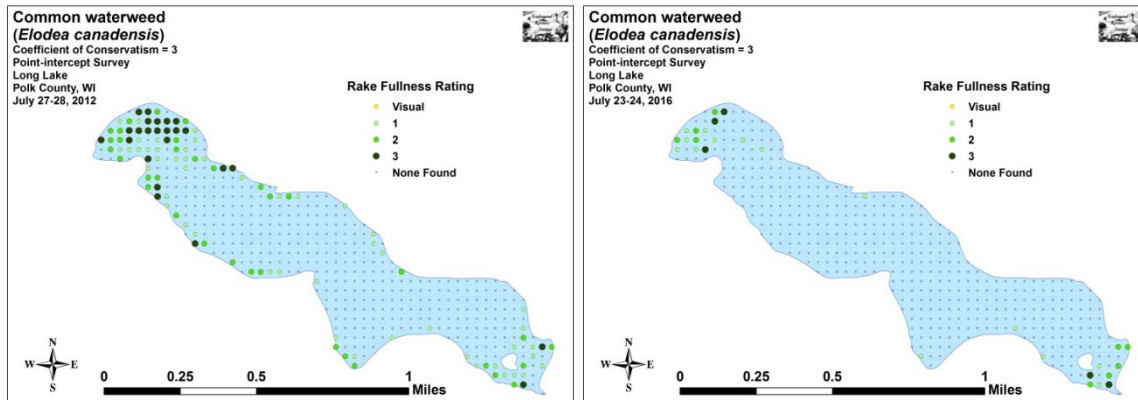 Common waterweed
(Elodea canadensis)
Coefficient of Conservatism = 3
Point-intercept Survey
Long Lake
Polk County, WI
July 27-28, 2012
Rake Fullness Rating
Visual
1
2
3
None Found
N
W E
S
0 0.25 0.5 1
Miles
Common waterweed
(Elodea canadensis)
Coefficient of Conservatism = 3
Point-intercept Survey
Long Lake
Polk County, WI
July 23-24, 2016
Rake Fullness Rating
Visual
1
2
3
None Found
N
W E
S
0 0.25 0.5 1
Miles